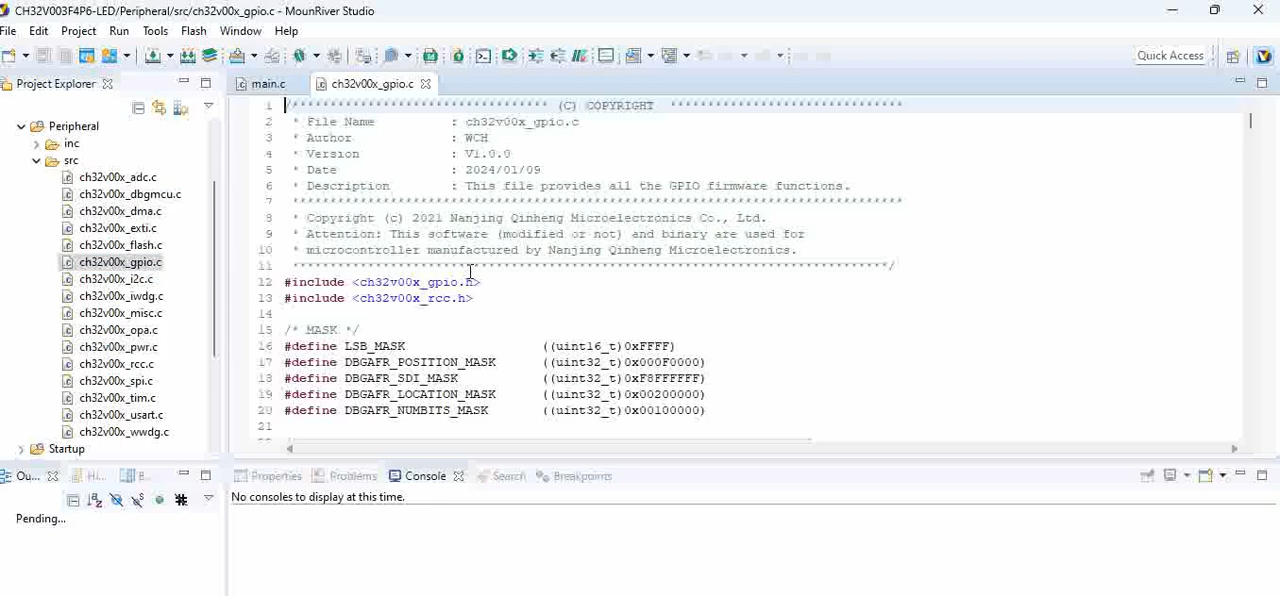 CH32V003F4P6-LED/Peripheral/src/ch32v00x_gpio.c - MounRiver Studio
File Edit Project Run Tools Flash Window Help
Quick Access
Project Explorer
main.c
ch32v00x_gpio.c
Peripheral
inc
src
ch32v00x_adc.c
ch32v00x_dbgmcu.c
ch32v00x_dma.c
ch32v00x_exti.c
ch32v00x_flash.c
ch32v00x_gpio.c
ch32v00x_i2c.c
ch32v00x_iwdg.c
ch32v00x_misc.c
ch32v00x_opa.c
ch32v00x_pwr.c
ch32v00x_rcc.c
ch32v00x_spi.c
ch32v00x_tim.c
ch32v00x_usart.c
ch32v00x_wwdg.c
Startup
1 /********************************** (C) COPYRIGHT *******************************
2 * File Name : ch32v00x_gpio.c
3 * Author : WCH
4 * Version : V1.0.0
5 * Date : 2024/01/09
6 * Description : This file provides all the GPIO firmware functions.
7 *********************************************************************************
8 * Copyright (c) 2021 Nanjing Qinheng Microelectronics Co., Ltd.
9 * Attention: This software (modified or not) and binary are used for
10 * microcontroller manufactured by Nanjing Qinheng Microelectronics.
11 *******************************************************************************/
12 #include <ch32v00x_gpio.h>
13 #include <ch32v00x_rcc.h>
14
15 /* MASK */
16 #define LSB_MASK ((uint16_t)0xFFFF)
17 #define DBGAFR_POSITION_MASK ((uint32_t)0x000F0000)
18 #define DBGAFR_SDI_MASK ((uint32_t)0xF8FFFFFF)
19 #define DBGAFR_LOCATION_MASK ((uint32_t)0x00200000)
20 #define DBGAFR_NUMBITS_MASK ((uint32_t)0x00100000)
21
Ou...
Hi...
B...
Pending...
Properties
Problems
Console
Search
Breakpoints
No consoles to display at this time.